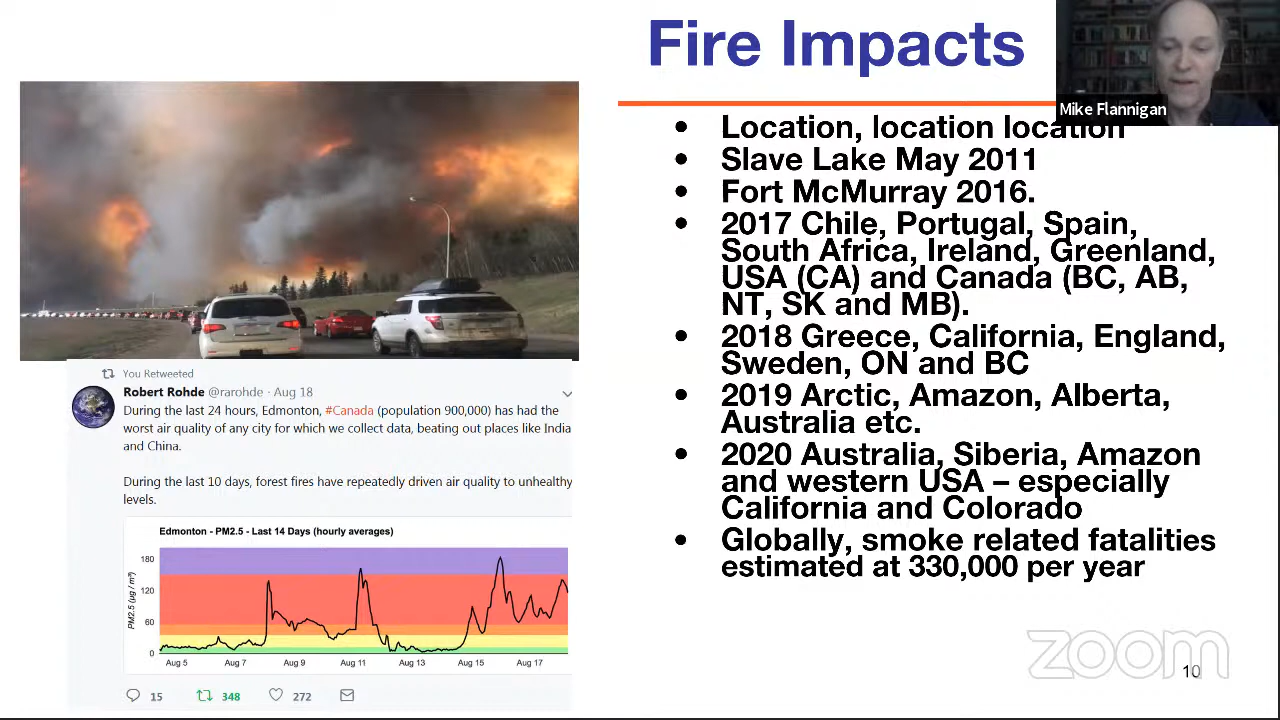 Fire Impacts
Mike Flannigan
• Location, location location
• Slave Lake May 2011
• Fort McMurray 2016.
• 2017 Chile, Portugal, Spain,
South Africa, Ireland, Greenland,
USA (CA) and Canada (BC, AB,
NT, SK and MB).
• 2018 Greece, California, England,
Sweden, ON and BC
• 2019 Arctic, Amazon, Alberta,
Australia etc.
• 2020 Australia, Siberia, Amazon
and western USA – especially
California and Colorado
• Globally, smoke related fatalities
estimated at 330,000 per year
You Retweeted
Robert Rohde @rarohde · Aug 18
During the last 24 hours, Edmonton, #Canada (population 900,000) has had the
worst air quality of any city for which we collect data, beating out places like India
and China.
During the last 10 days, forest fires have repeatedly driven air quality to unhealthy
levels.
Edmonton - PM2.5 - Last 14 Days (hourly averages)
PM2.5 (µg / m³)
180
120
60
0
Aug 5 Aug 7 Aug 9 Aug 11 Aug 13 Aug 15 Aug 17
15 348 272
zoom
10